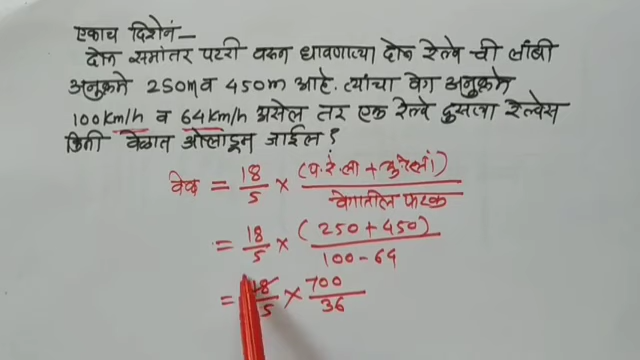 एकाच दिशेनं—
दोन समांतर पटरी वरून धावणाऱ्या दोन रेल्वे ची लांबी
अनुक्रमे 250m व 450m आहे. त्यांचा वेग अनुक्रमे
100km/h व 64km/h असेल तर एक रेल्वे दुसऱ्या रेल्वेस
किती वेळात ओलांडून जाईल ?
वेळ = 18/5 × (प. रे. लां + दु. रे. लां) / वेगातील फरक
= 18/5 × (250 + 450) / 100 - 64
= 18/5 × 700/36